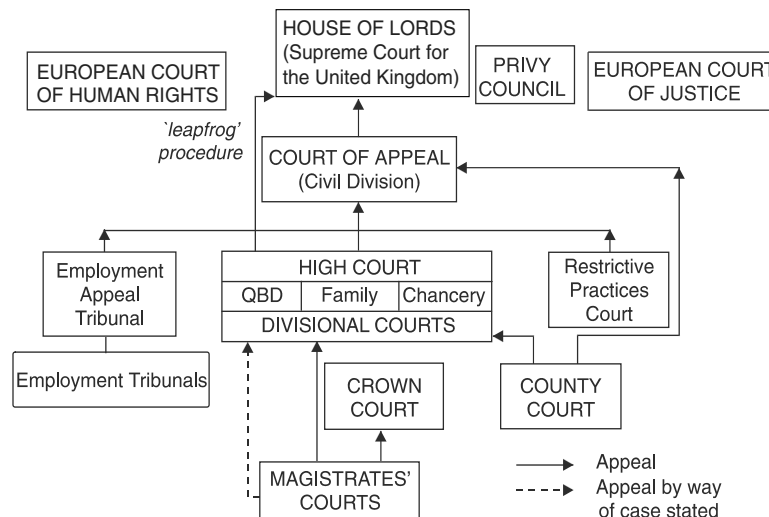 HOUSE OF LORDS
(Supreme Court for
the United Kingdom)
EUROPEAN COURT
OF HUMAN RIGHTS
PRIVY
COUNCIL
EUROPEAN COURT
OF JUSTICE
`leapfrog'
procedure
COURT OF APPEAL
(Civil Division)
Employment
Appeal
Tribunal
HIGH COURT
QBD Family Chancery
DIVISIONAL COURTS
Restrictive
Practices
Court
Employment Tribunals
CROWN
COURT
COUNTY
COURT
MAGISTRATES'
COURTS
Appeal
Appeal by way
of case stated